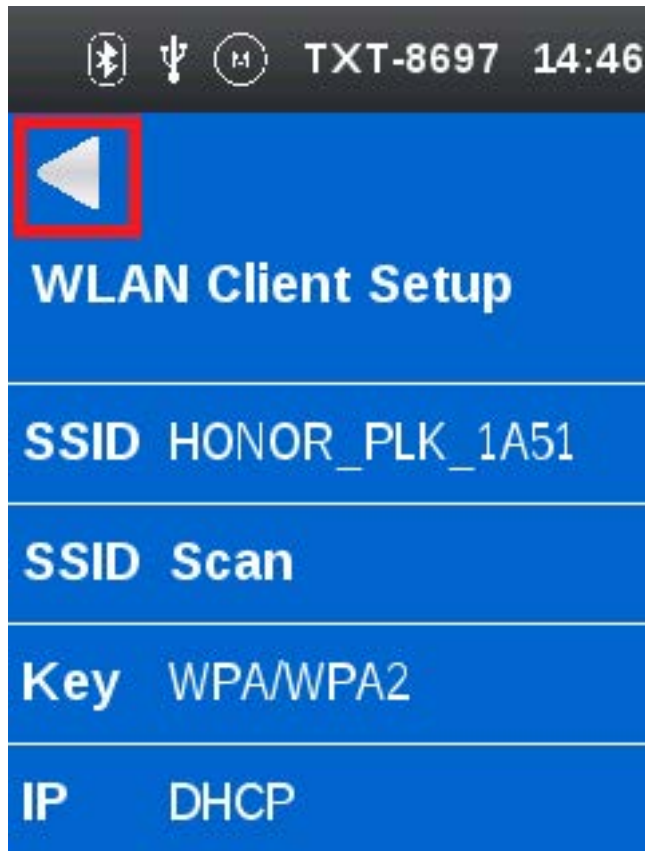 M TXT-8697 14:46
WLAN Client Setup
SSID HONOR_PLK_1A51
SSID Scan
Key WPA/WPA2
IP DHCP